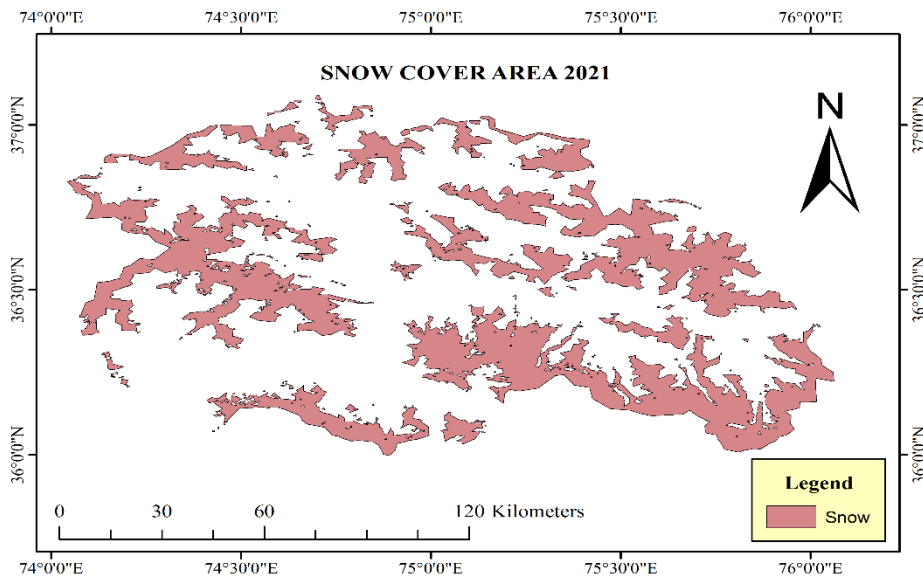 74°0'0"E 74°30'0"E 75°0'0"E 75°30'0"E 76°0'0"E
SNOW COVER AREA 2021
N
37°0'0"N 37°0'0"N
36°30'0"N 36°30'0"N
36°0'0"N 36°0'0"N
Legend
Snow
0 30 60 120 Kilometers
74°0'0"E 74°30'0"E 75°0'0"E 75°30'0"E 76°0'0"E